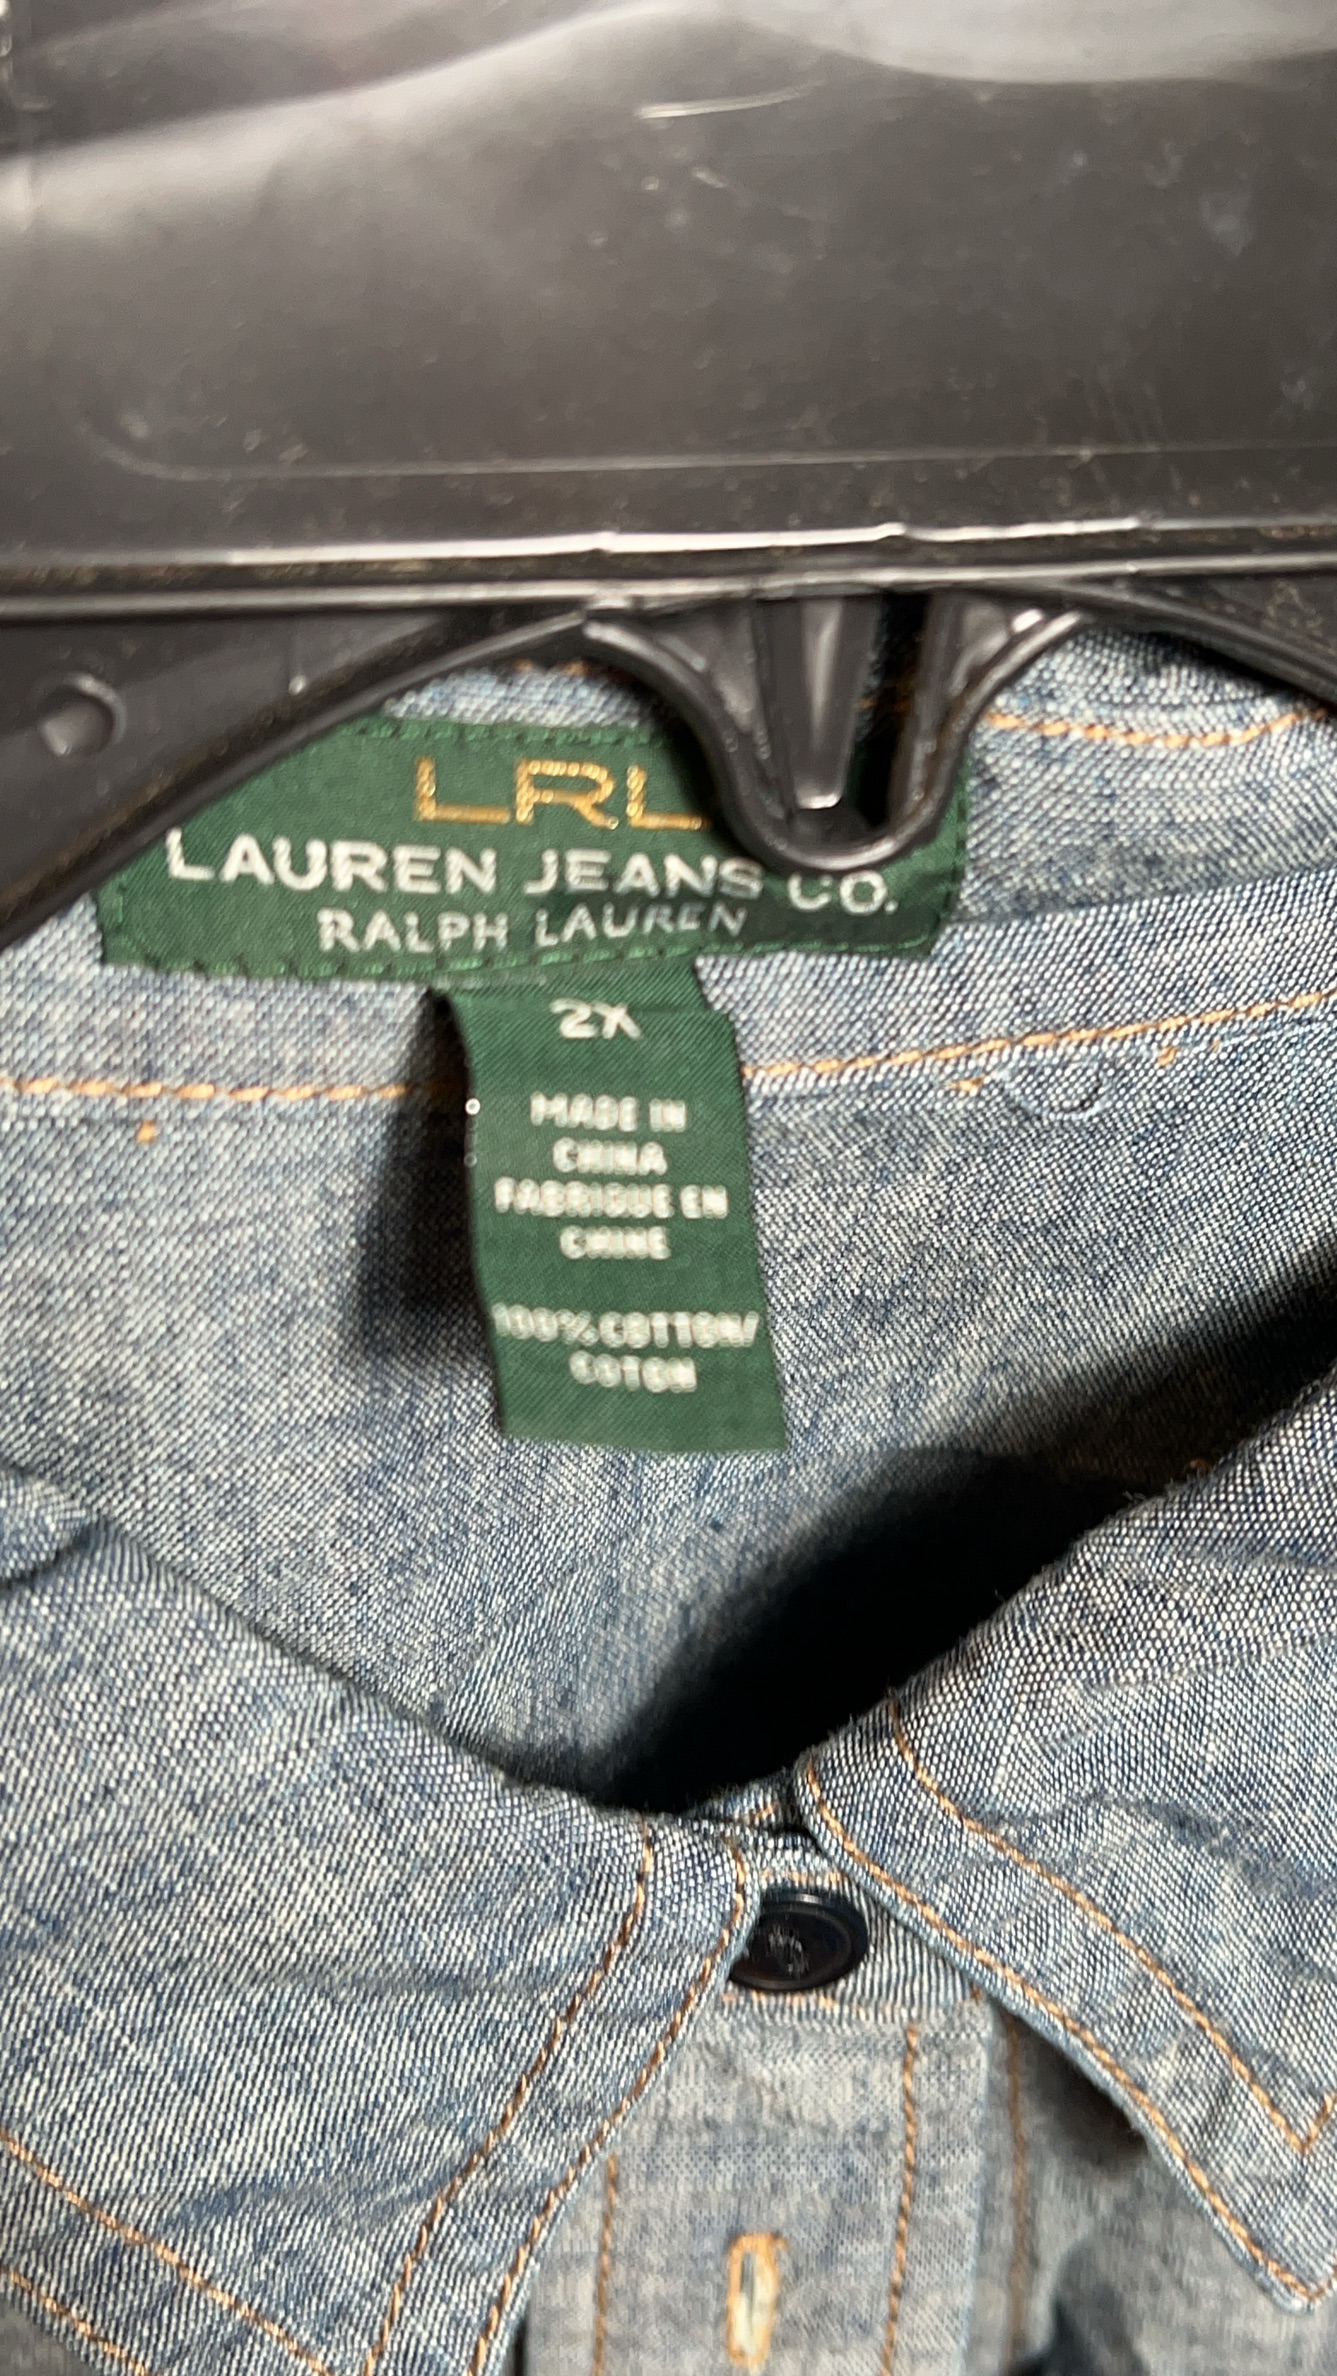 LRL
LAUREN JEANS CO.
RALPH LAUREN
2X
MADE IN
CHINA
FABRIQUE EN
CHINE
100% COTTON/
COTON